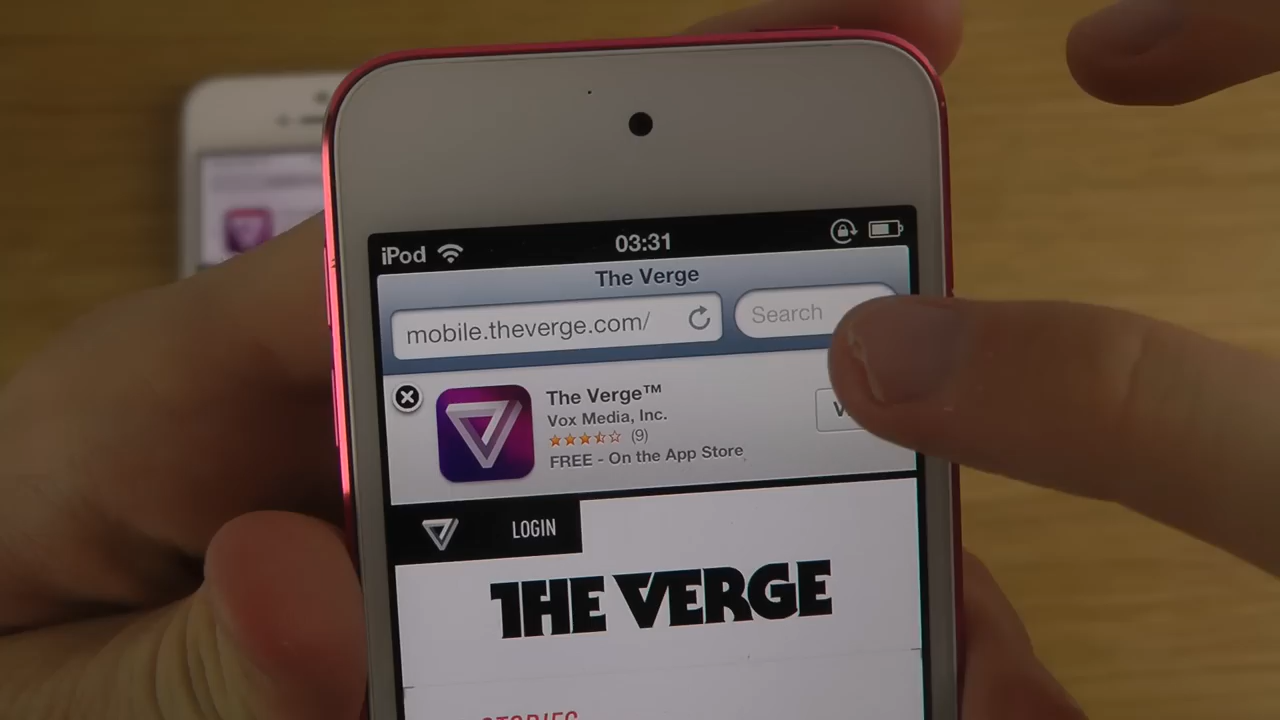 iPod 03:31
The Verge
mobile.theverge.com/ Search
The Verge™
Vox Media, Inc.
(9)
FREE - On the App Store
LOGIN
THE VERGE
STORIES